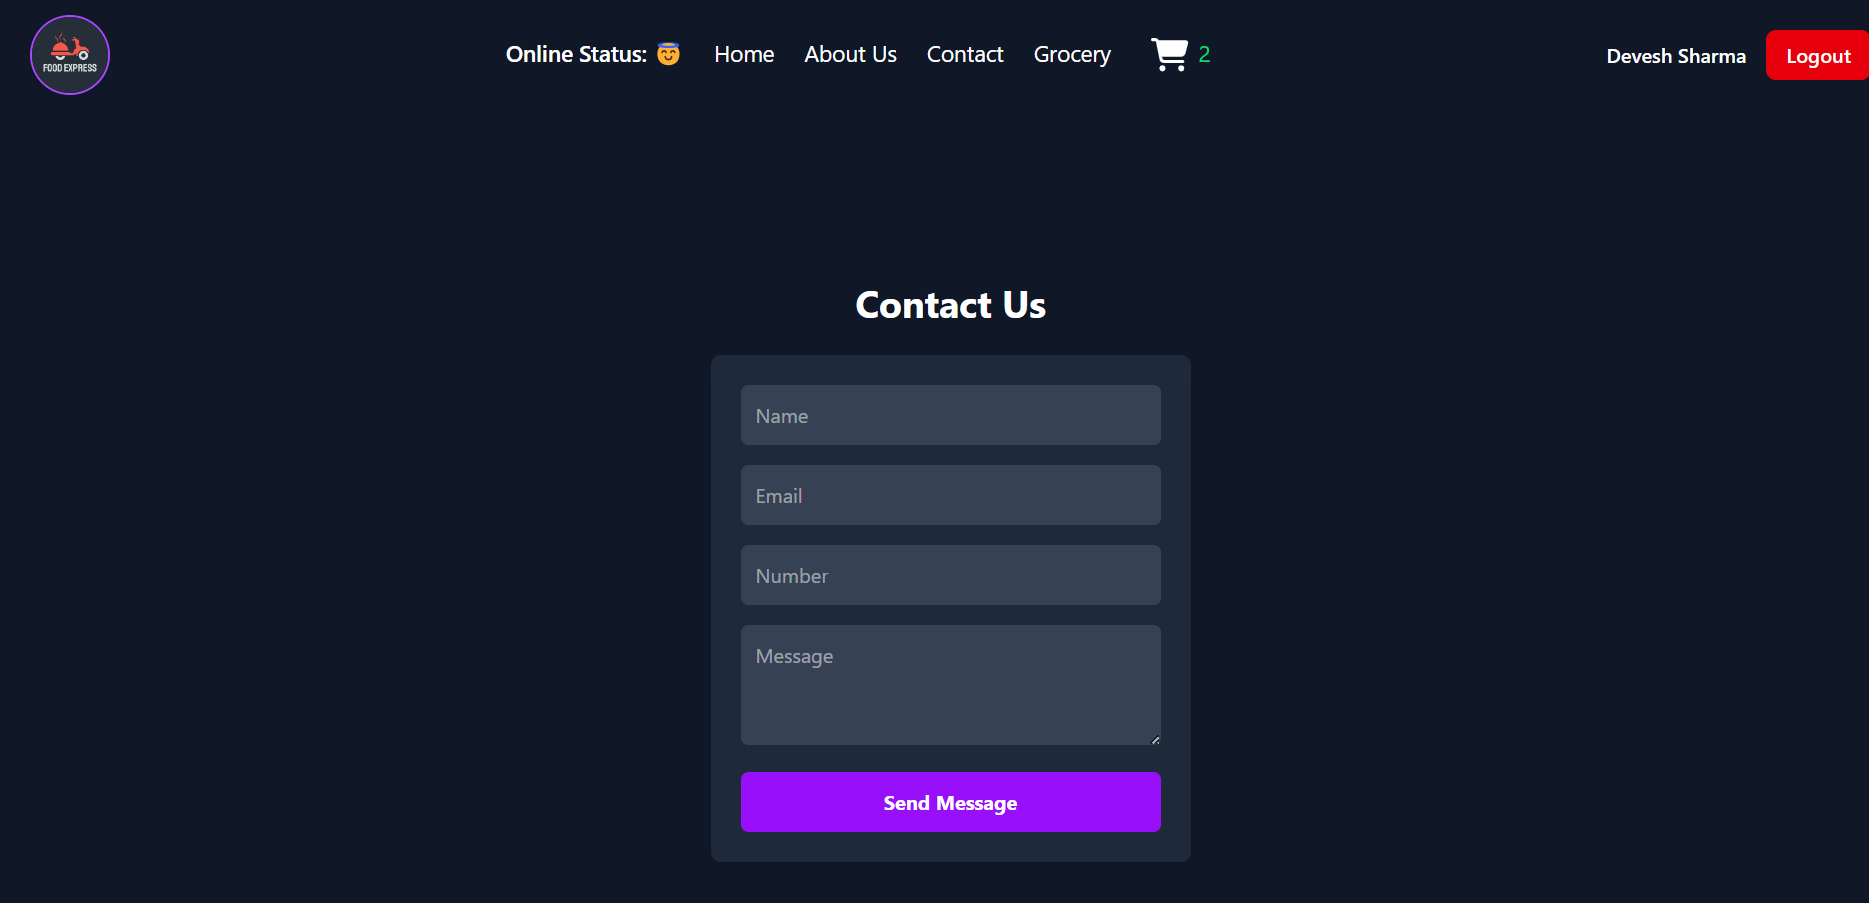 FOOD EXPRESS
Online Status: 😇 Home About Us Contact Grocery 2
Devesh Sharma Logout
Contact Us
Name
Email
Number
Message
Send Message